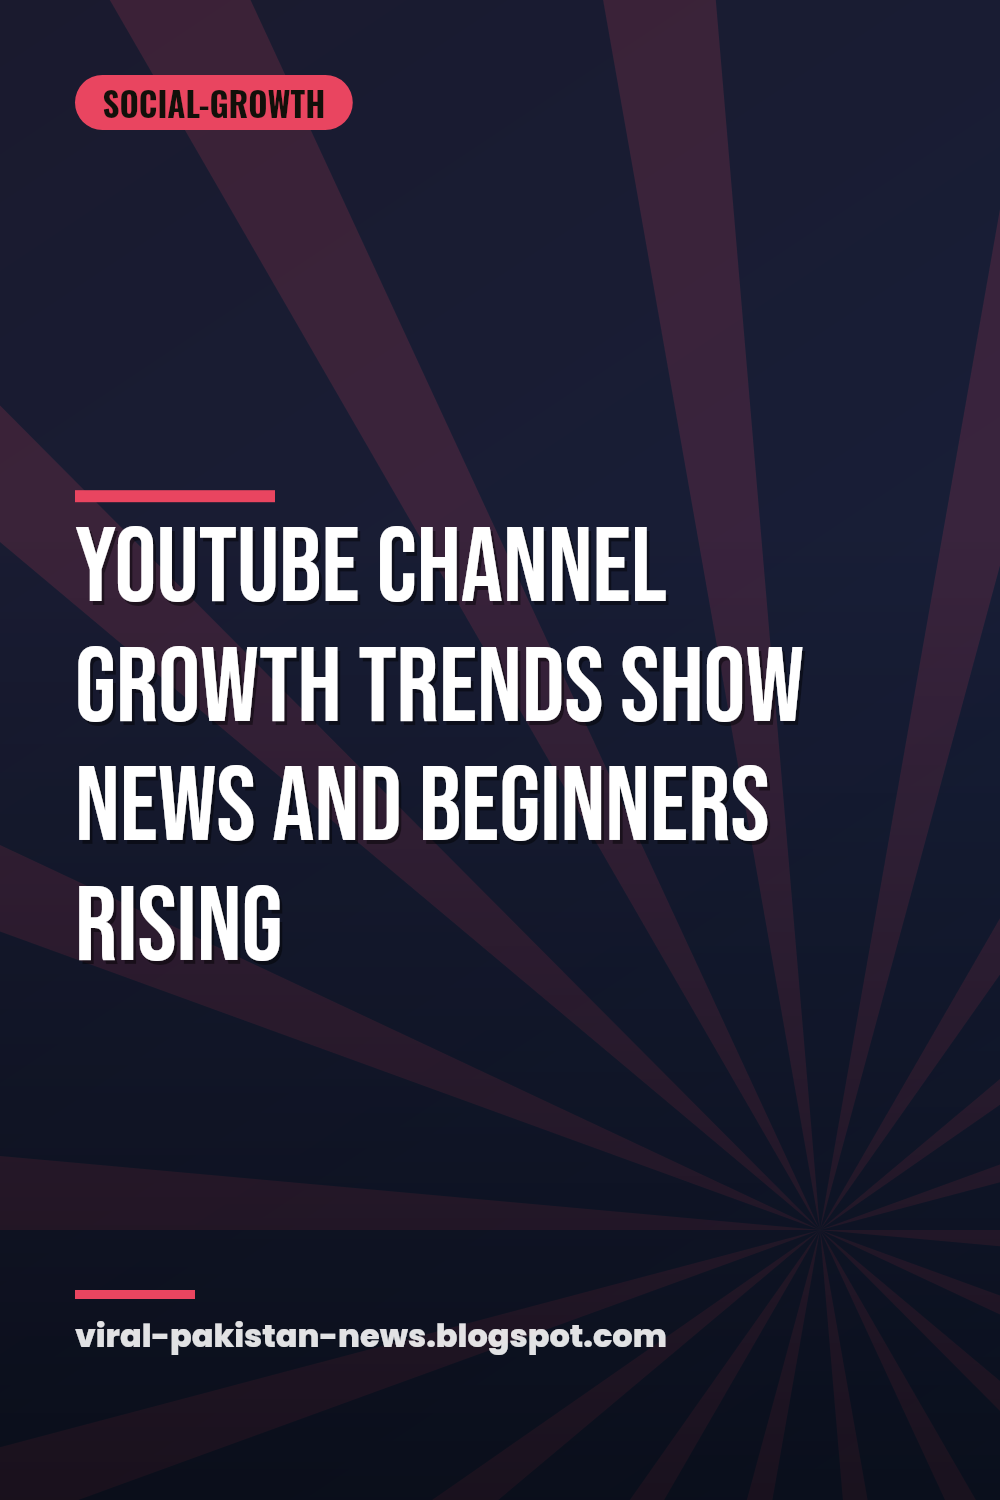 SOCIAL-GROWTH
YOUTUBE CHANNEL
GROWTH TRENDS SHOW
NEWS AND BEGINNERS
RISING
viral-pakistan-news.blogspot.com